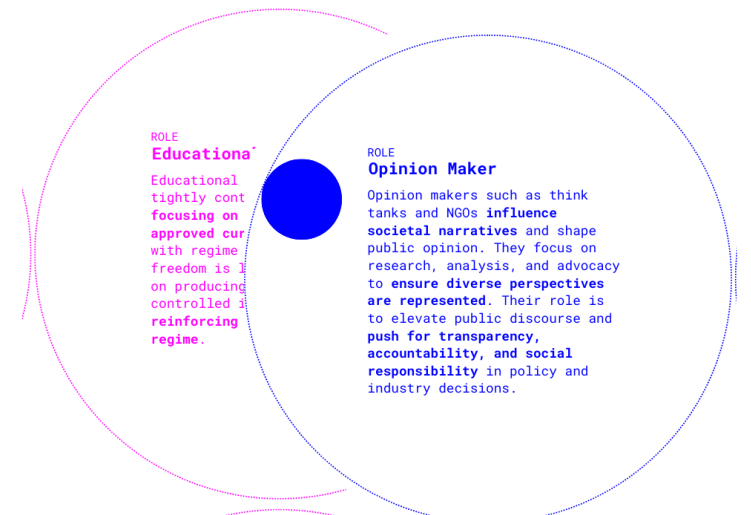 ROLE
Educationa
Educational
tightly cont
focusing on
approved cur
with regime
freedom is l
on producing
controlled i
reinforcing
regime.
ROLE
Opinion Maker
Opinion makers such as think
tanks and NGOs influence
societal narratives and shape
public opinion. They focus on
research, analysis, and advocacy
to ensure diverse perspectives
are represented. Their role is
to elevate public discourse and
push for transparency,
accountability, and social
responsibility in policy and
industry decisions.